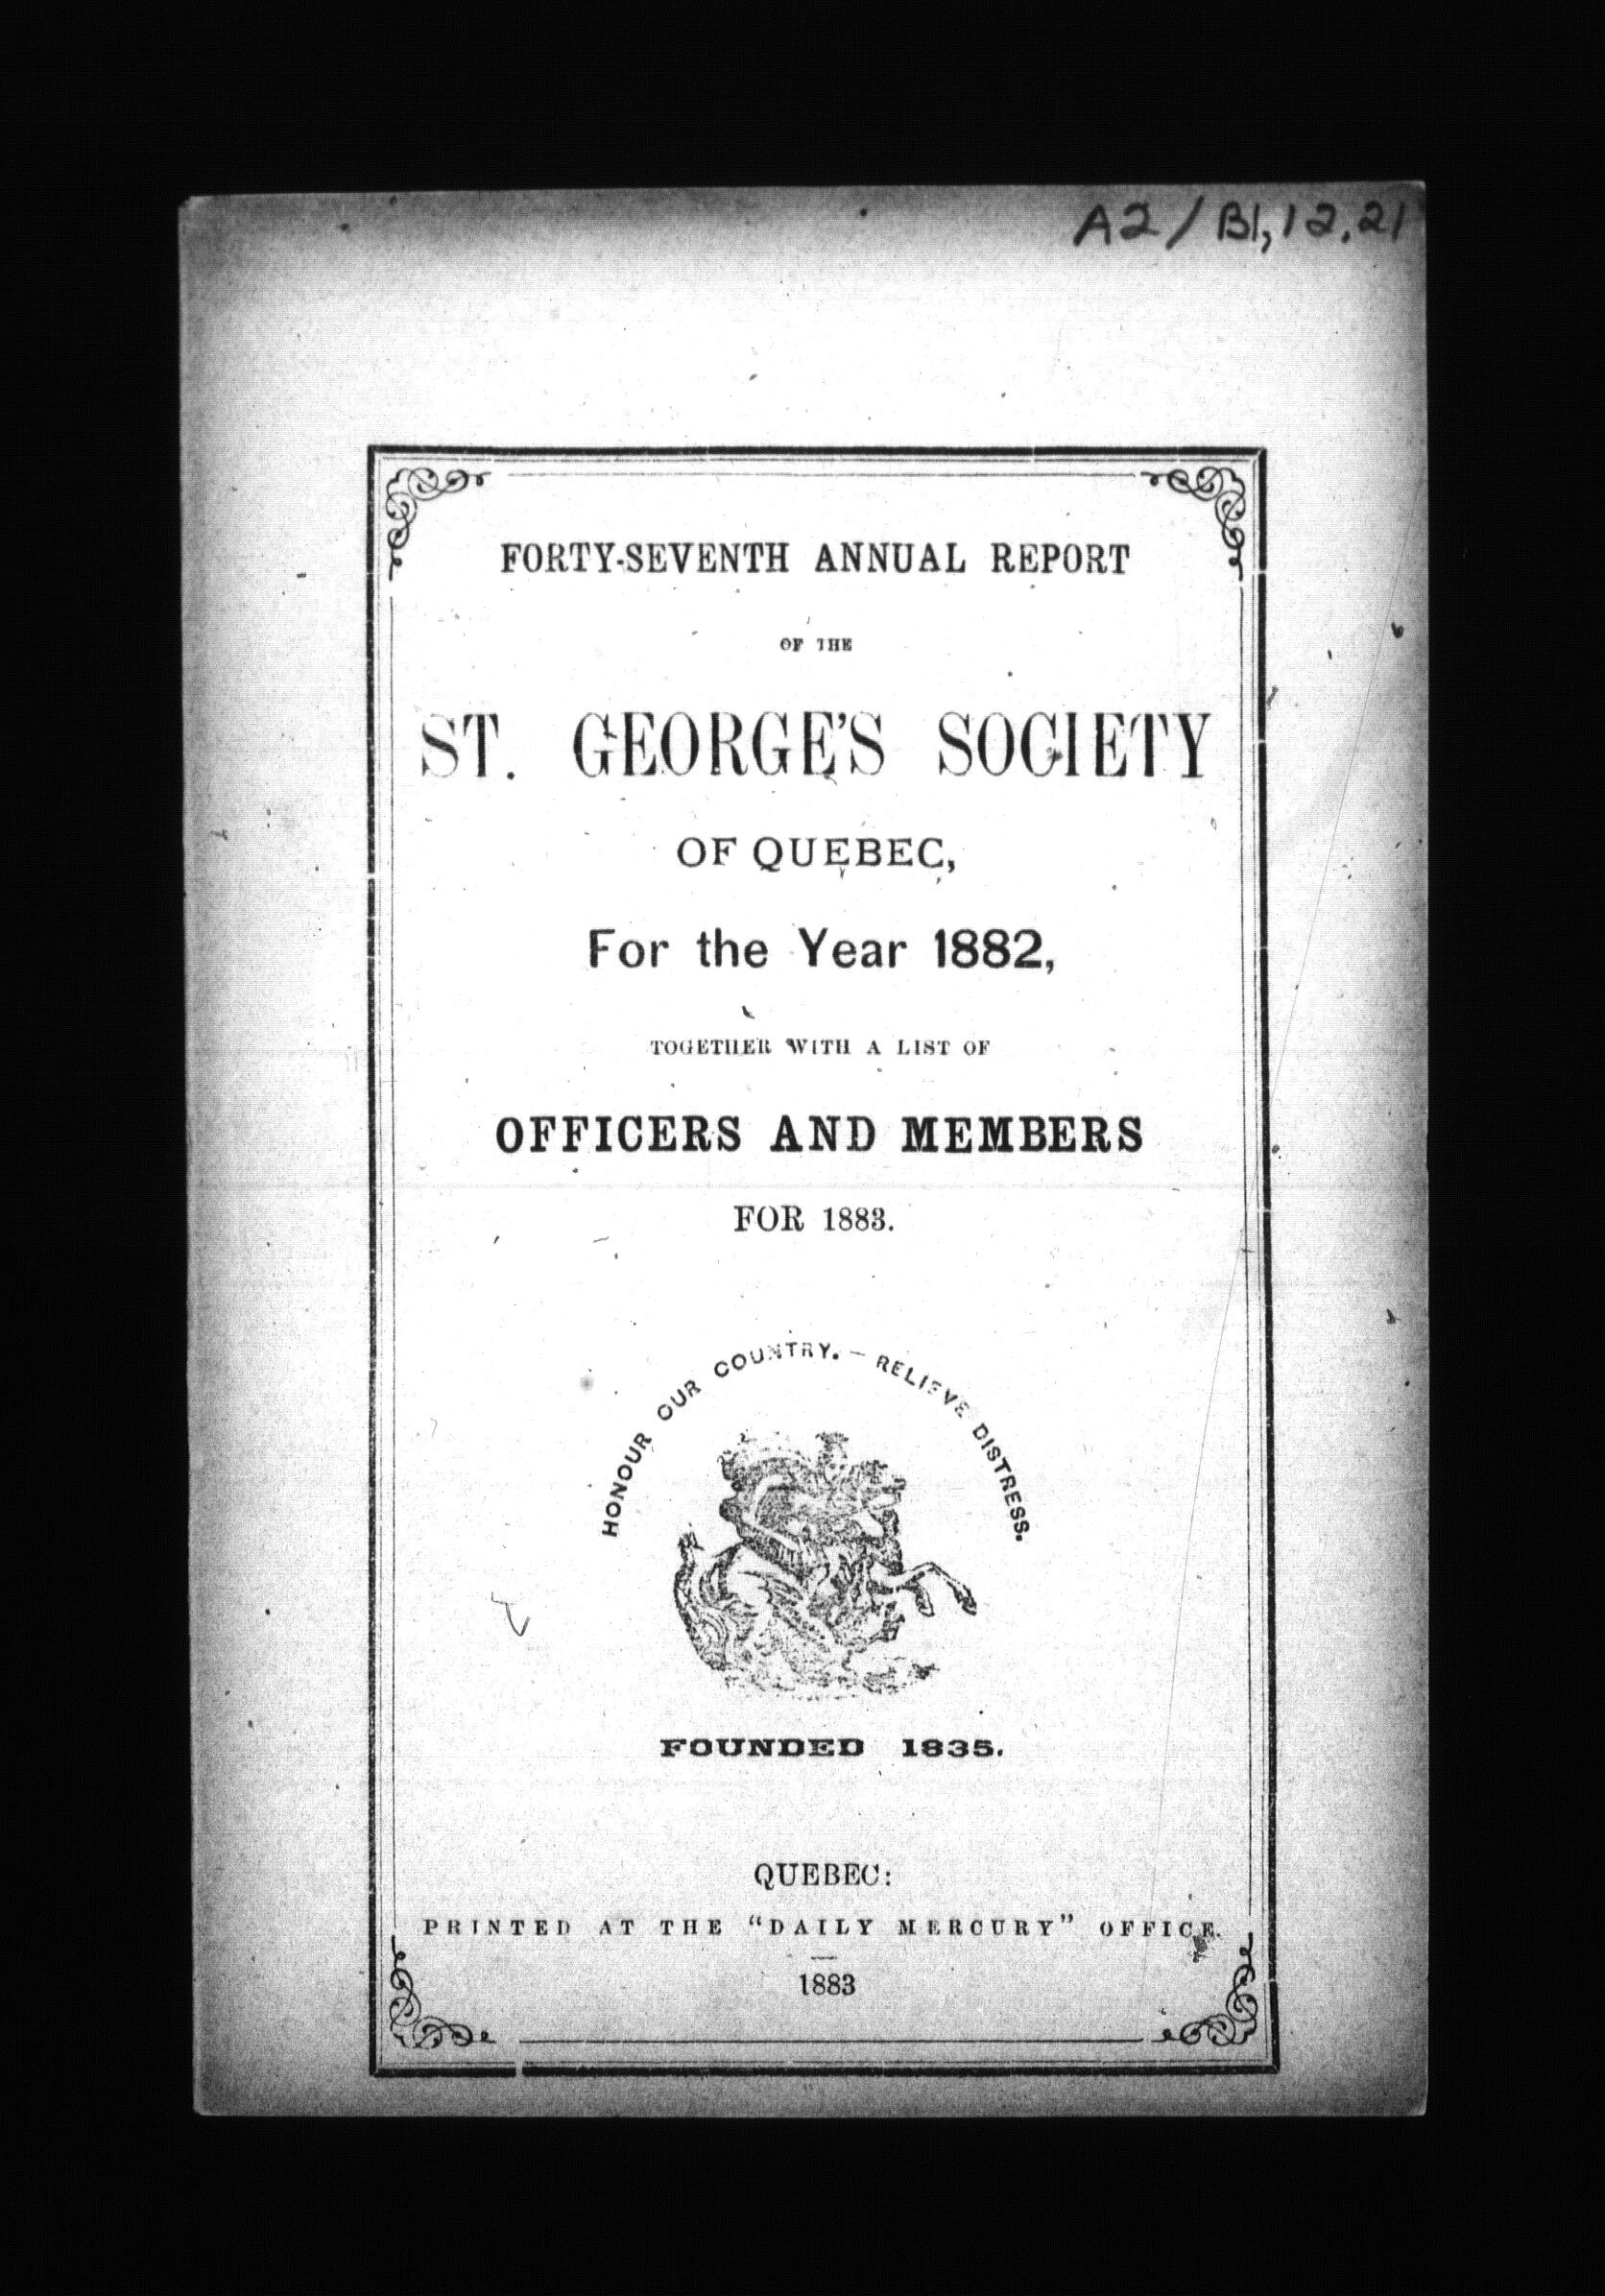 A2/B1,12.21
FORTY-SEVENTH ANNUAL REPORT
OF THE
ST. GEORGE'S SOCIETY
OF QUEBEC,
For the Year 1882,
TOGETHER WITH A LIST OF
OFFICERS AND MEMBERS
FOR 1883.
HONOUR OUR COUNTRY. — RELIEVE DISTRESS.
FOUNDED 1835.
QUEBEC:
PRINTED AT THE "DAILY MERCURY" OFFICE.
1883